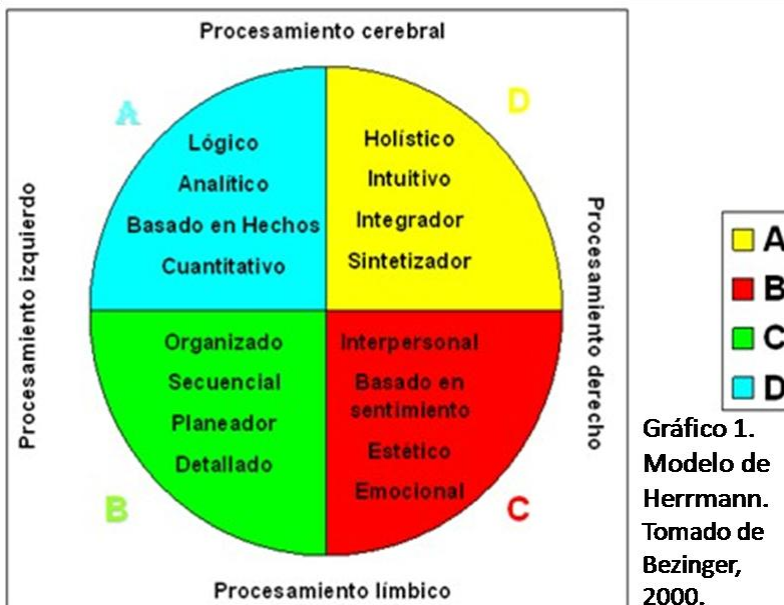 Procesamiento cerebral
A
D
Procesamiento izquierdo
Lógico
Analítico
Basado en Hechos
Cuantitativo
Holístico
Intuitivo
Integrador
Sintetizador
Procesamiento derecho
Organizado
Secuencial
Planeador
Detallado
Interpersonal
Basado en
sentimiento
Estético
Emocional
B
C
Procesamiento límbico
A
B
C
D
Gráfico 1.
Modelo de
Herrmann.
Tomado de
Bezinger,
2000.